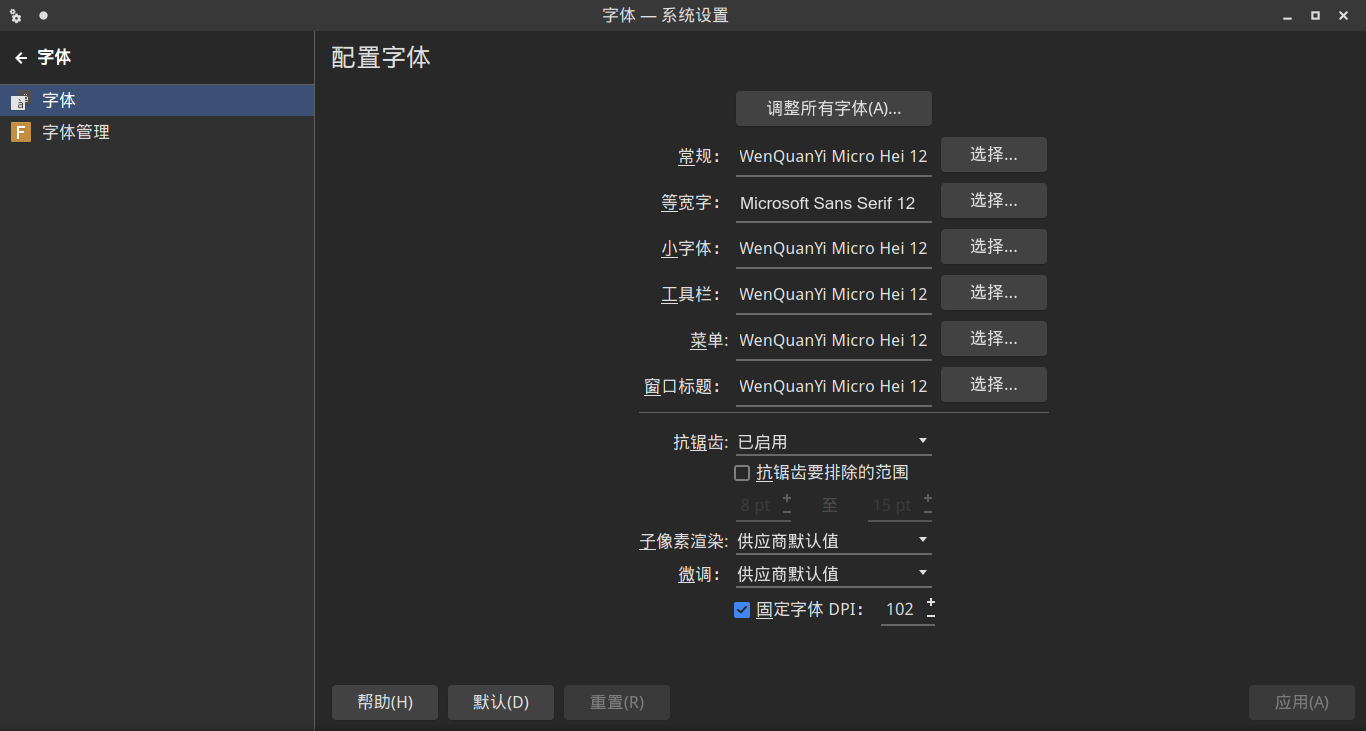 字体 — 系统设置
字体
字体
字体管理
配置字体
调整所有字体(A)...
常规: WenQuanYi Micro Hei 12 选择...
等宽字: Microsoft Sans Serif 12 选择...
小字体: WenQuanYi Micro Hei 12 选择...
工具栏: WenQuanYi Micro Hei 12 选择...
菜单: WenQuanYi Micro Hei 12 选择...
窗口标题: WenQuanYi Micro Hei 12 选择...
抗锯齿: 已启用
抗锯齿要排除的范围
8 pt 至 15 pt
子像素渲染: 供应商默认值
微调: 供应商默认值
固定字体 DPI: 102
帮助(H) 默认(D) 重置(R) 应用(A)